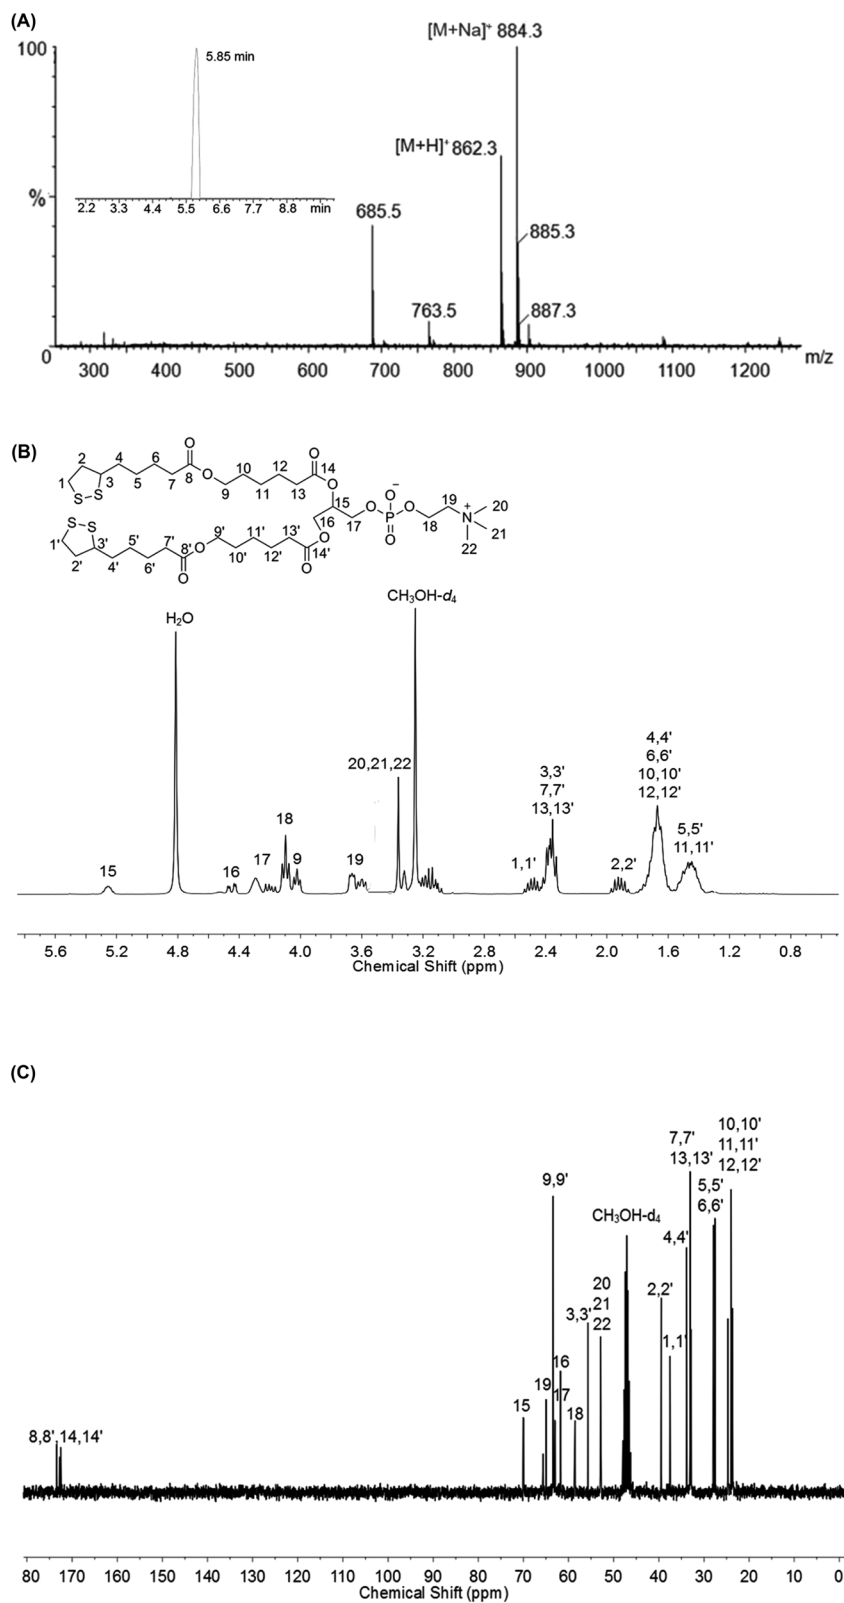 (A)
[M+Na]+ 884.3
100
5.85 min
[M+H]+ 862.3
%
2.2 3.3 4.4 5.5 6.6 7.7 8.8 min
685.5
885.3
763.5
887.3
0
300 400 500 600 700 800 900 1000 1100 1200 m/z
(B)
2 4 6 O 10 12 O 14
1 3 5 7 8 O 9 11 13 O
S S
15 O O− P O 19 N+ 20
16 17 O 18 21
22
S S 9' 11' 13' O
1' 3' 5' 7' O 14'
2' 4' 6' 8' 10' 12' O
O
CH3OH-d4
H2O
4,4'
6,6'
10,10'
12,12'
3,3'
7,7'
13,13'
20,21,22
5,5'
11,11'
18
15 16 17 9 19 1,1' 2,2'
5.6 5.2 4.8 4.4 4.0 3.6 3.2 2.8 2.4 2.0 1.6 1.2 0.8
Chemical Shift (ppm)
(C)
10,10'
11,11'
12,12'
7,7'
13,13'
9,9'
5,5'
6,6'
CH3OH-d4
4,4'
20
21
22
2,2'
3,3'
1,1'
16
17
19
15
18
8,8',14,14'
80 170 160 150 140 130 120 110 100 90 80 70 60 50 40 30 20 10 0
Chemical Shift (ppm)